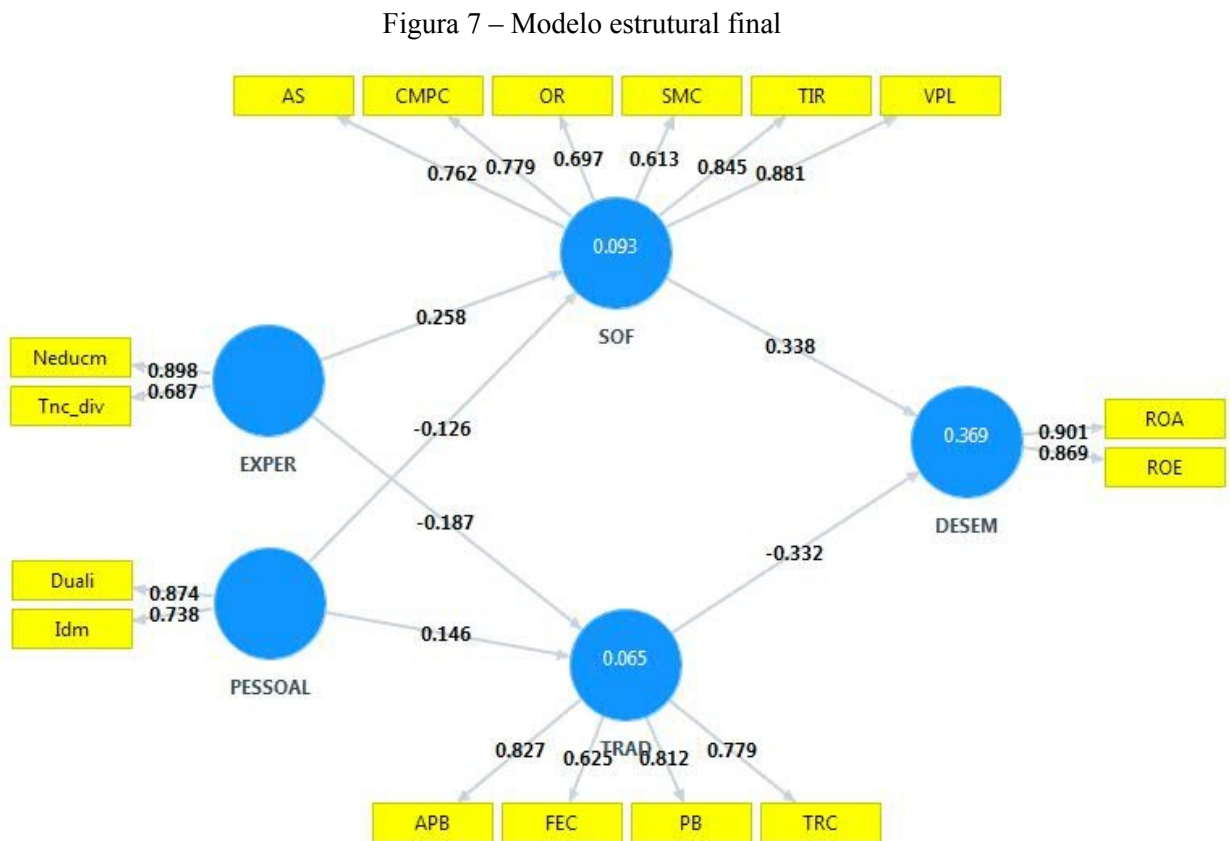 Figura 7 – Modelo estrutural final
AS CMPC OR SMC TIR VPL
0.762 0.779 0.697 0.613 0.845 0.881
0.093
SOF
0.258
0.338
Neducm 0.898
Tnc_div 0.687
EXPER
-0.126
-0.187
0.369
DESEM
0.901 ROA
0.869 ROE
-0.332
Duali 0.874
Idm 0.738
PESSOAL
0.146
0.065
TRAD
0.827 0.625 0.812 0.779
APB FEC PB TRC